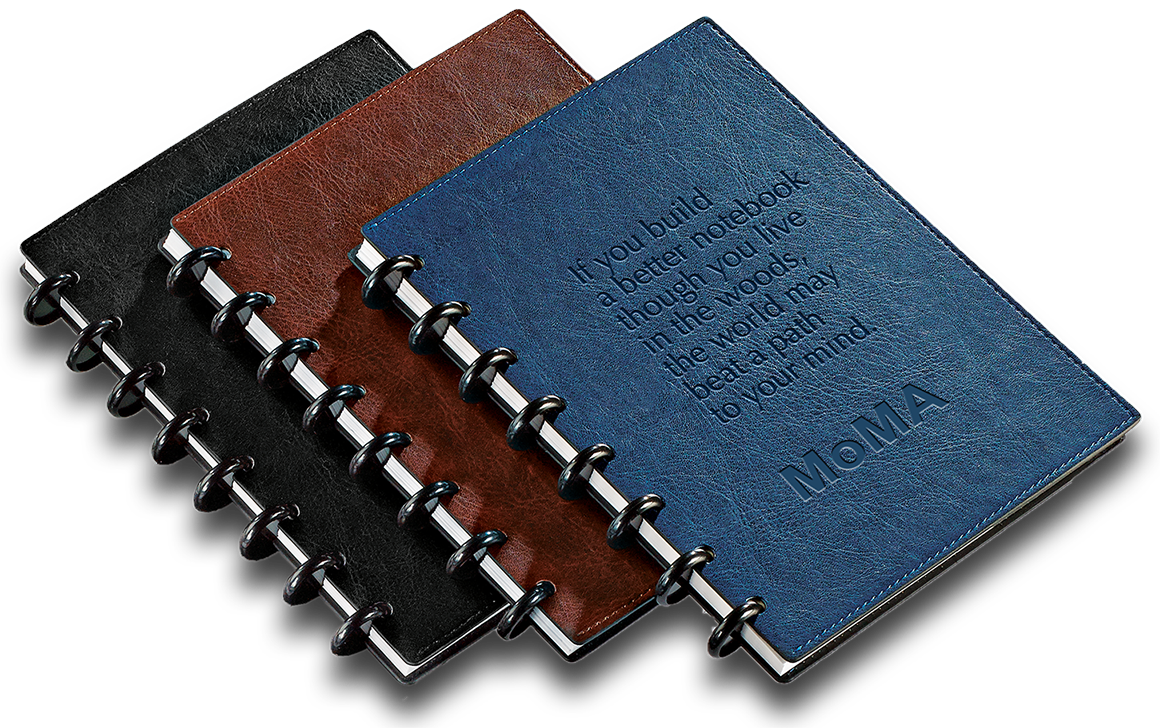 If you build
a better notebook
though you live
in the woods,
the world may
beat a path
to your mind.
MoMA